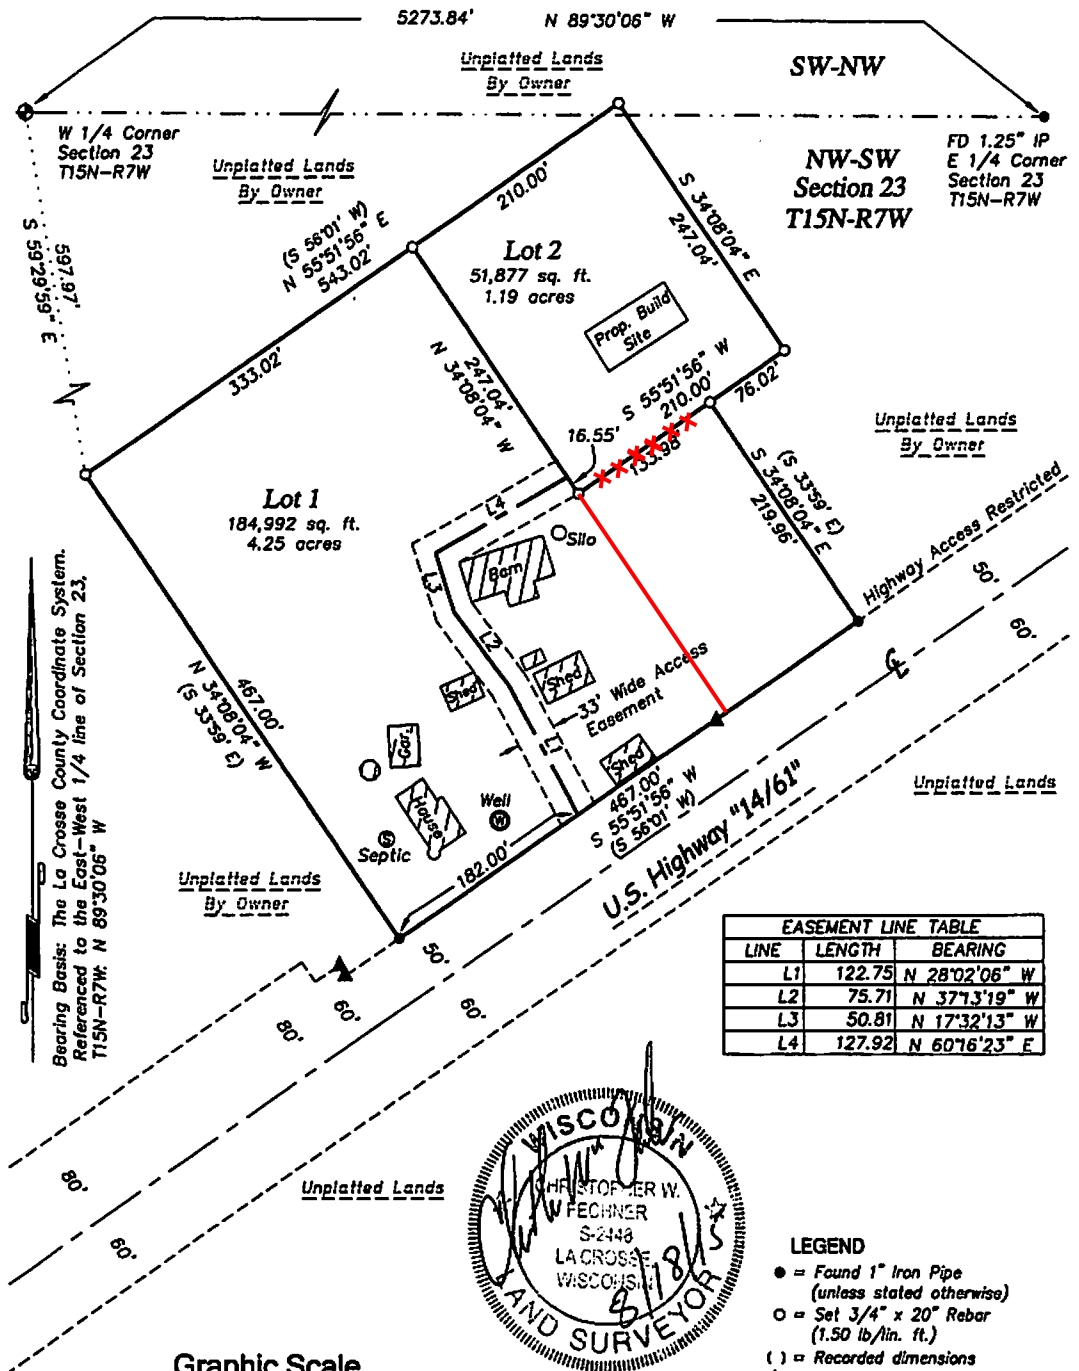 5273.84' N 89°30'06" W
Unplatted Lands
By Owner
SW-NW
W 1/4 Corner
Section 23
T15N-R7W
Unplatted Lands
By Owner
NW-SW
Section 23
T15N-R7W
FD 1.25" IP
E 1/4 Corner
Section 23
T15N-R7W
597.97'
S 59°29'59" E
(S 56°01' W)
N 55°51'56" E
543.02'
210.00'
S 34°08'04" E
247.04'
Lot 2
51,877 sq. ft.
1.19 acres
Prop. Build
Site
333.02'
247.04'
N 34°08'04" W
S 55°51'56" W
210.00'
76.02'
16.55'
133.98'
Unplatted Lands
By Owner
Lot 1
184,992 sq. ft.
4.25 acres
L4
Silo
Barn
L3
L2
(S 33°59' E)
S 34°08'04" E
219.96'
Highway Access Restricted
50'
60'
Shed
Shed
33' Wide Access
Easement
L1
Shed
Gar.
House
Well
W
S
Septic
N 34°08'04" W
(S 33°59' E)
467.00'
182.00'
467.00'
S 55°51'56" W
(S 56°01' W)
U.S. Highway "14/61"
Unplatted Lands
Unplatted Lands
By Owner
Bearing Basis: The La Crosse County Coordinate System.
Referenced to the East-West 1/4 line of Section 23,
T15N-R7W: N 89°30'06" W
50'
60'
80'
60'
EASEMENT LINE TABLE
LINE LENGTH BEARING
L1 122.75 N 28°02'06" W
L2 75.71 N 37°13'19" W
L3 50.81 N 17°32'13" W
L4 127.92 N 60°16'23" E
80'
60'
Unplatted Lands
WISCONSIN
CHRISTOPHER W.
FECHNER
S-2448
LA CROSSE,
WISCONSIN
8/18/15
LAND SURVEYOR
LEGEND
● = Found 1" Iron Pipe
(unless stated otherwise)
○ = Set 3/4" x 20" Rebar
(1.50 lb/lin. ft.)
( ) = Recorded dimensions
Graphic Scale